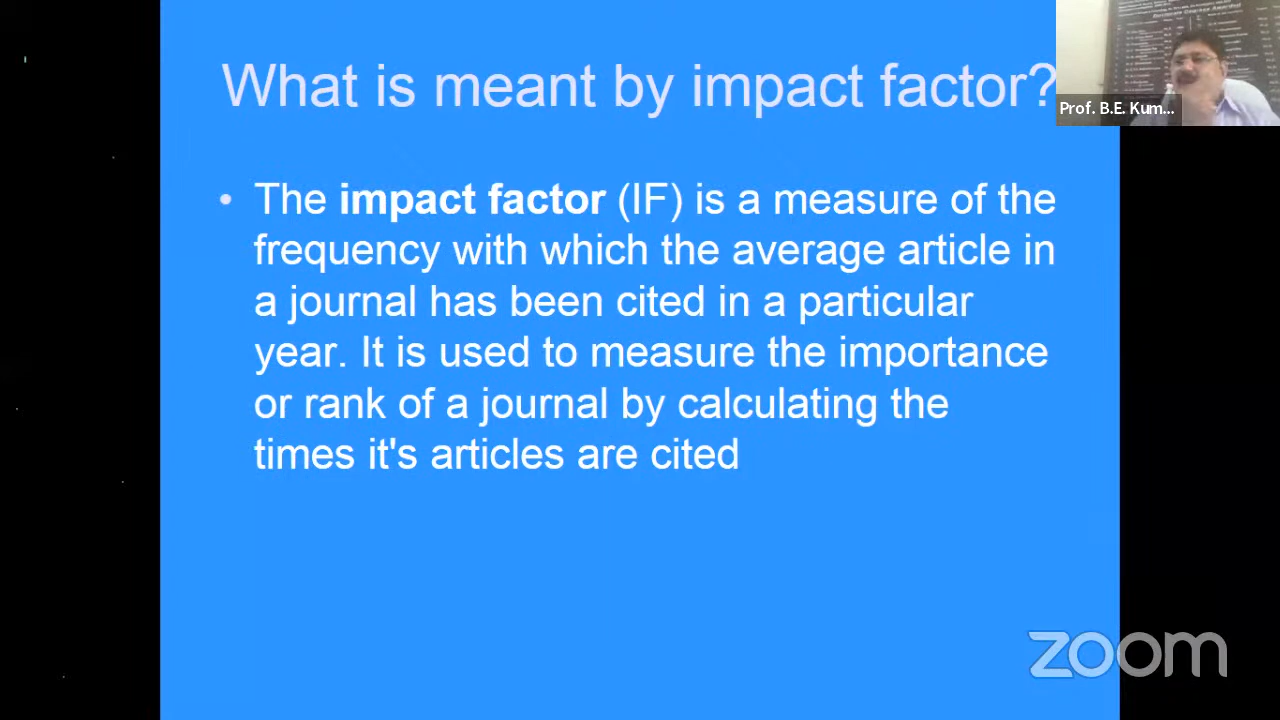 What is meant by impact factor?
Prof. B.E. Kum...
• The impact factor (IF) is a measure of the
frequency with which the average article in
a journal has been cited in a particular
year. It is used to measure the importance
or rank of a journal by calculating the
times it's articles are cited
zoom